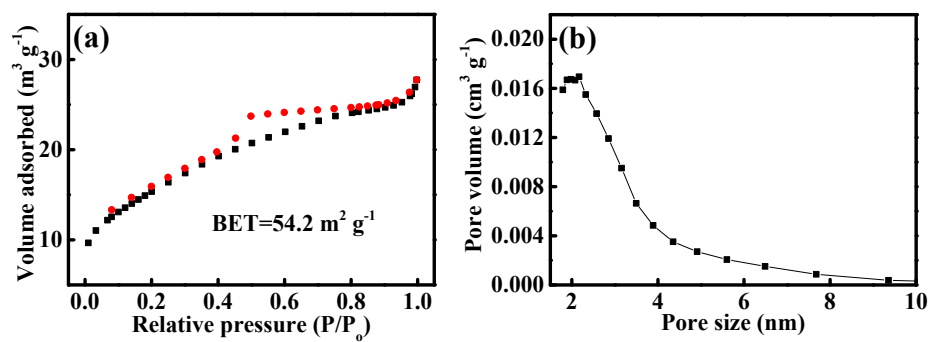 (a)
Volume adsorbed (m³ g⁻¹)
30
20
10
BET=54.2 m² g⁻¹
0.0 0.2 0.4 0.6 0.8 1.0
Relative pressure (P/Pₒ)
(b)
Pore volume (cm³ g⁻¹)
0.020
0.016
0.012
0.008
0.004
0.000
2 4 6 8 10
Pore size (nm)